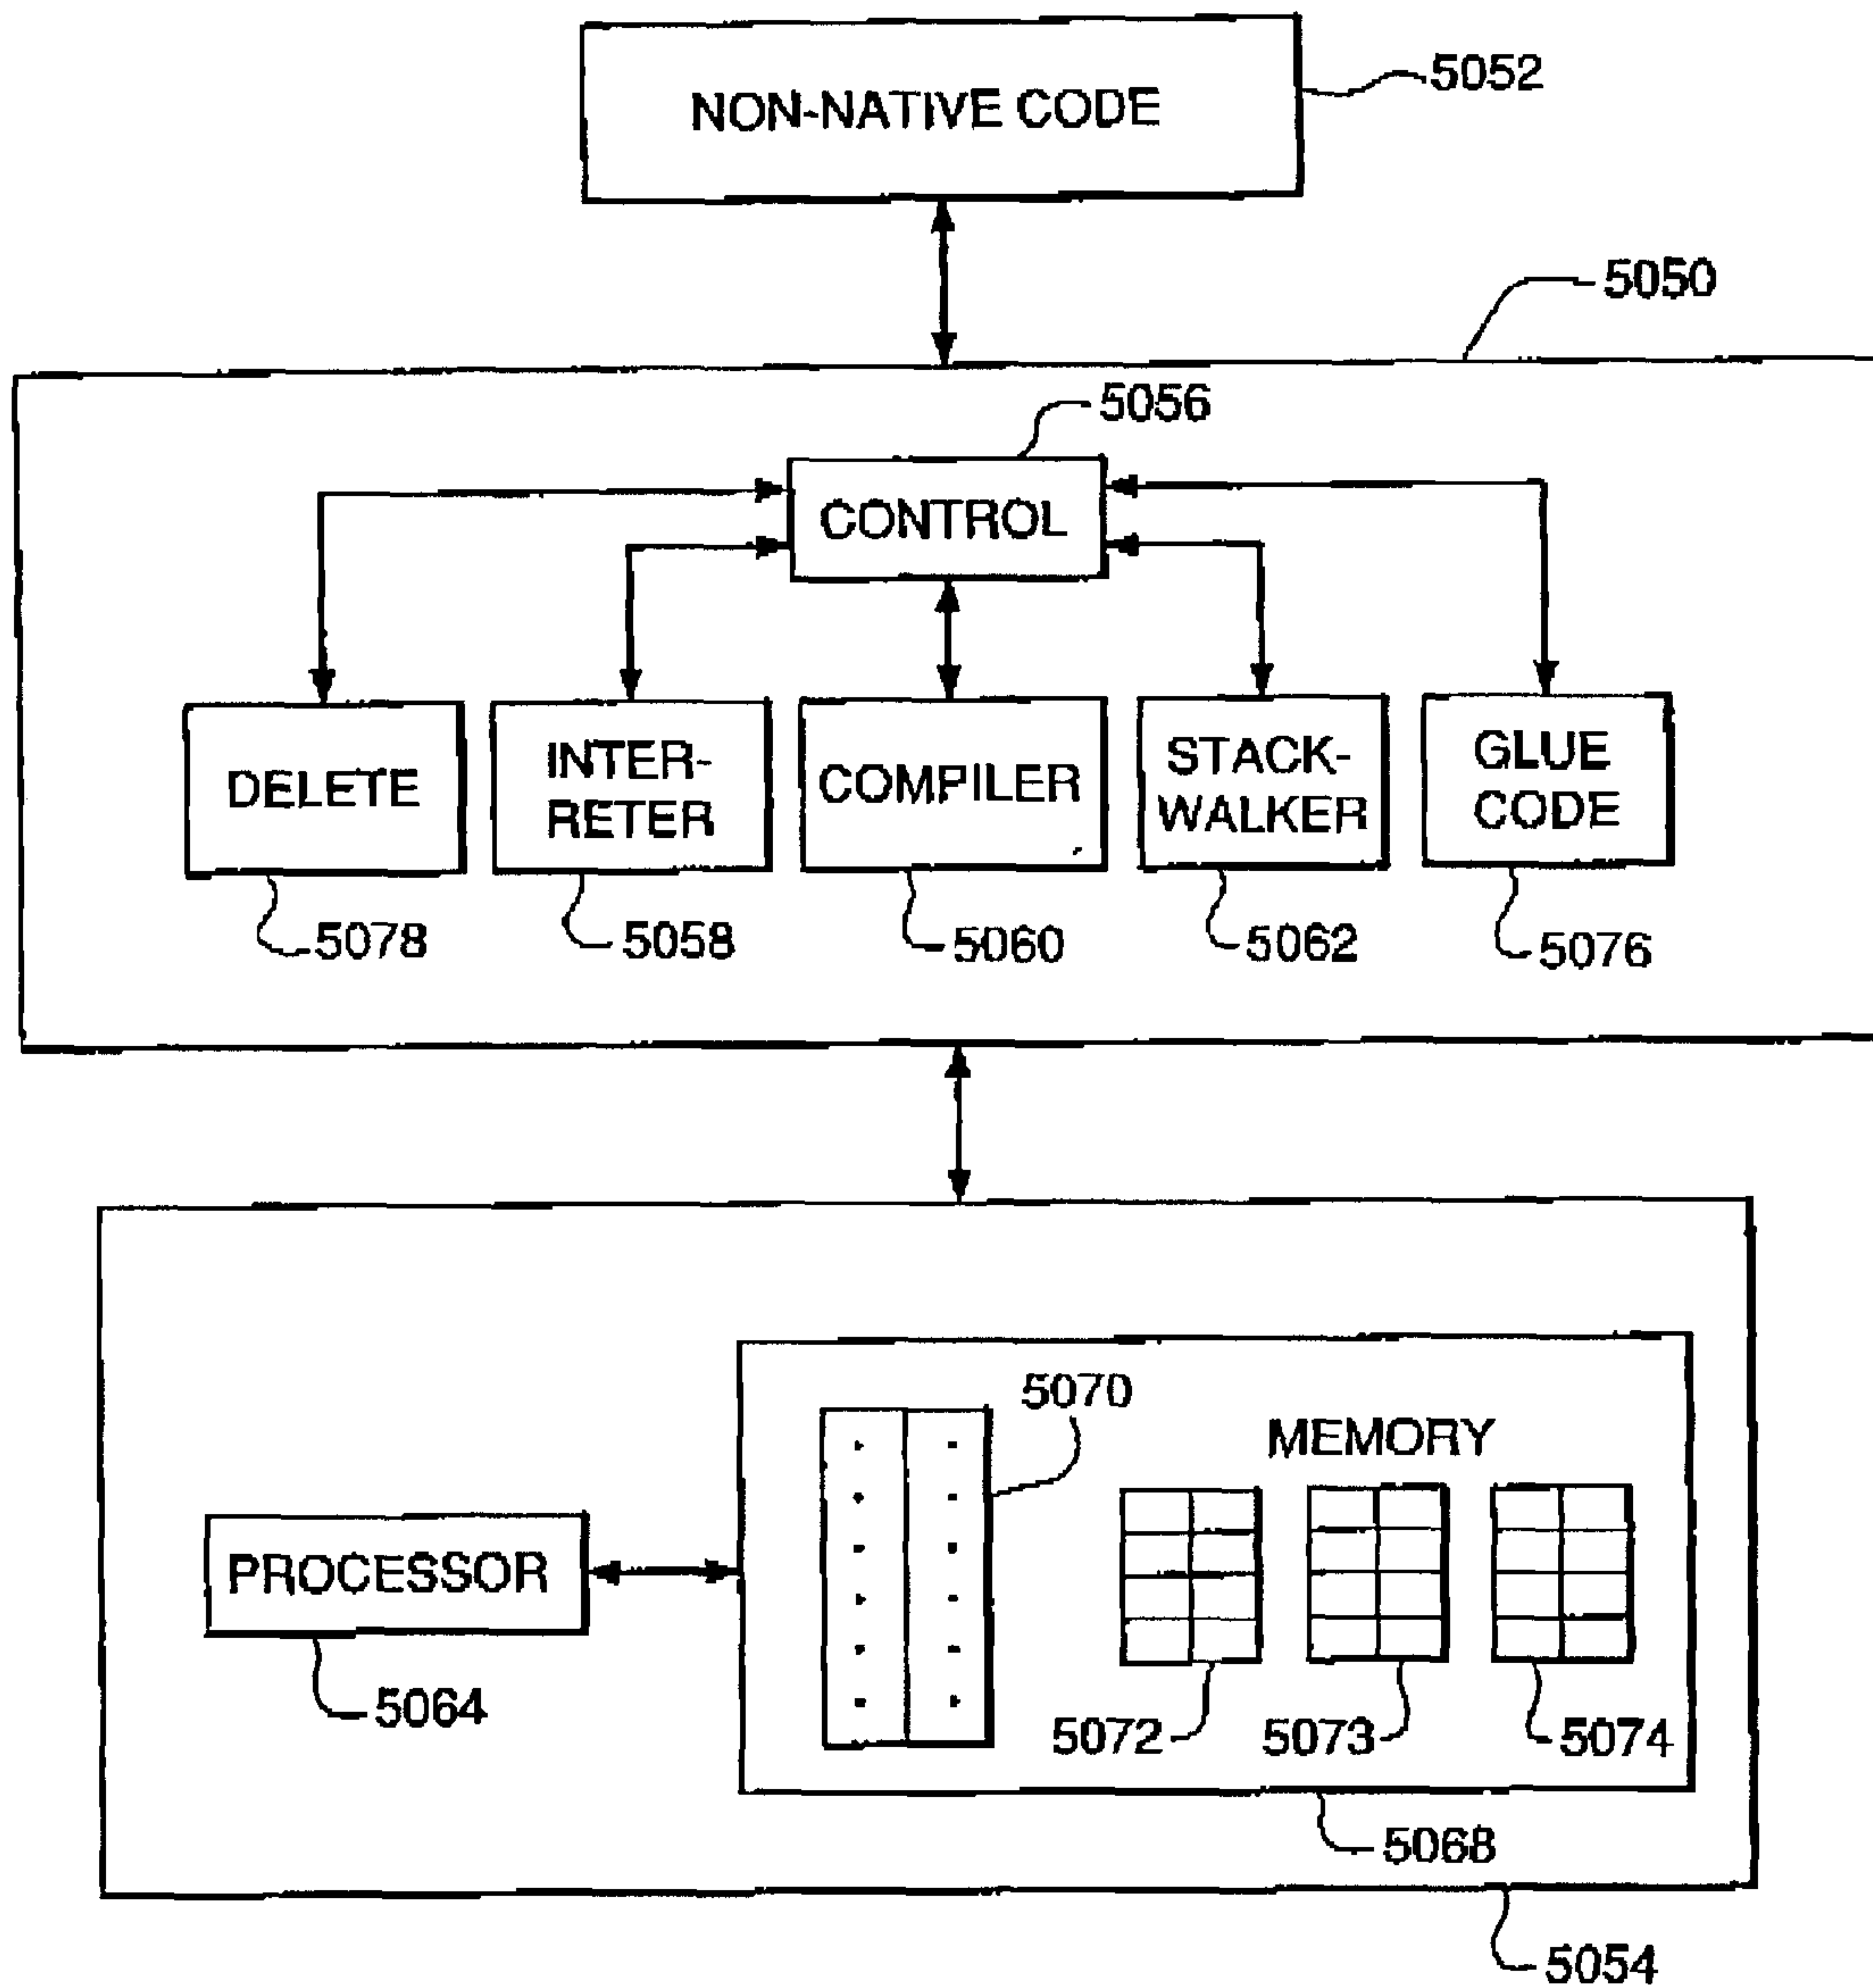 NON-NATIVE CODE
5052
5050
5056
CONTROL
DELETE
INTER-
RETER
COMPILER
STACK-
WALKER
GLUE
CODE
5078
5058
5060
5062
5076
5070
MEMORY
PROCESSOR
5064
5072
5073
5074
5068
5054